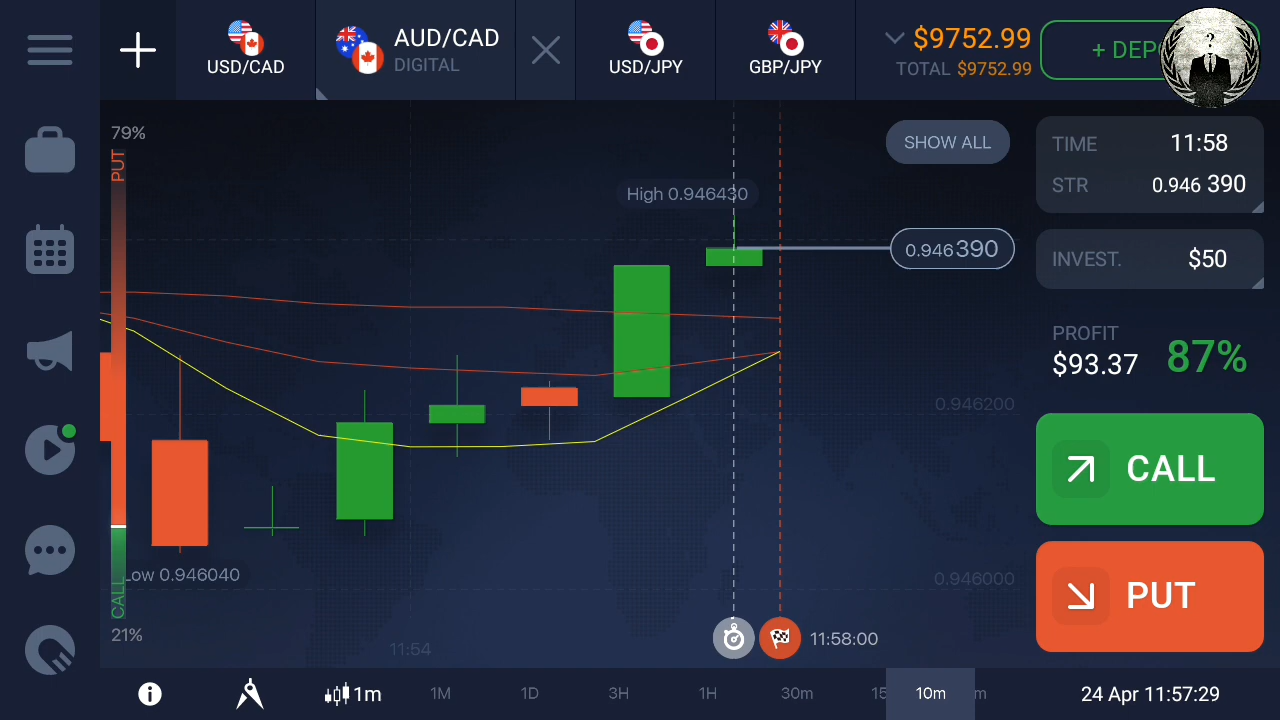 USD/CAD
AUD/CAD
DIGITAL
USD/JPY
GBP/JPY
$9752.99
TOTAL $9752.99
+ DEP
?
79%
PUT
SHOW ALL
TIME 11:58
STR 0.946 390
High 0.946430
0.946390
INVEST. $50
PROFIT
$93.37 87%
0.946200
CALL
Low 0.946040
0.946000
PUT
CALL
21%
11:54
11:58:00
1m
1M
1D
3H
1H
30m
15
10m
m
24 Apr 11:57:29